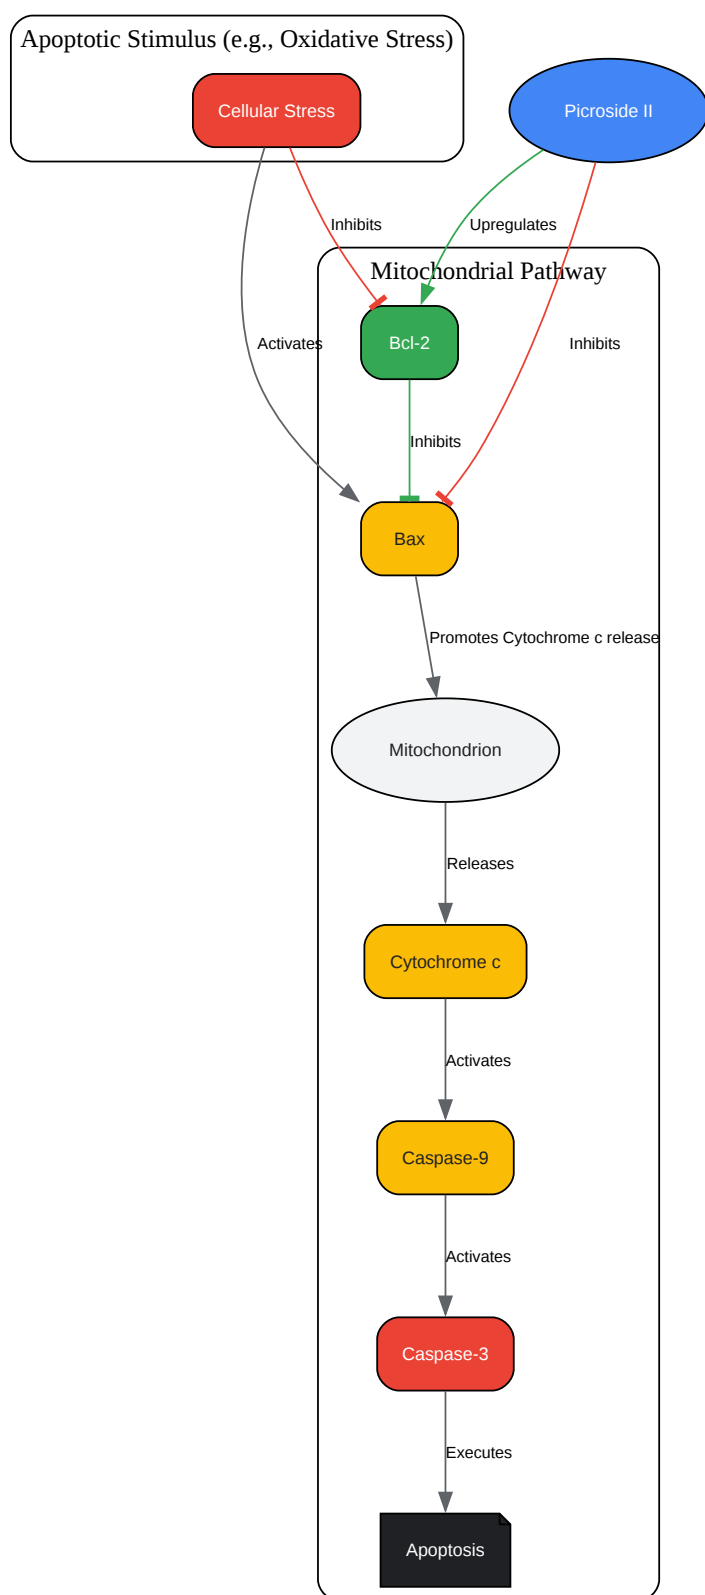 Apoptotic Stimulus (e.g., Oxidative Stress)
Cellular Stress
Picroside II
Inhibits
Upregulates
Mitochondrial Pathway
Bcl-2
Activates
Inhibits
Inhibits
Bax
Promotes Cytochrome c release
Mitochondrion
Releases
Cytochrome c
Activates
Caspase-9
Activates
Caspase-3
Executes
Apoptosis